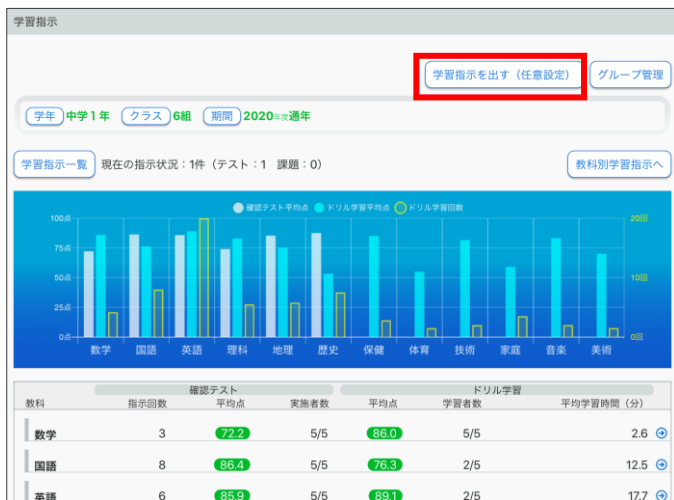 学習指示
学習指示を出す（任意設定） グループ管理
学年 中学1年 クラス 6組 期間 2020年度通年
学習指示一覧 現在の指示状況：1件（テスト：1 課題：0） 教科別学習指示へ
確認テスト平均点 ドリル学習平均点 ドリル学習回数
100点 20回
75点
50点 10回
25点
0点 0回
数学 国語 英語 理科 地理 歴史 保健 体育 技術 家庭 音楽 美術
確認テスト ドリル学習
教科 指示回数 平均点 実施者数 平均点 学習者数 平均学習時間（分）
数学 3 72.2 5/5 86.0 5/5 2.6
国語 8 86.4 5/5 76.3 2/5 12.5
英語 6 85.9 5/5 89.1 2/5 17.7